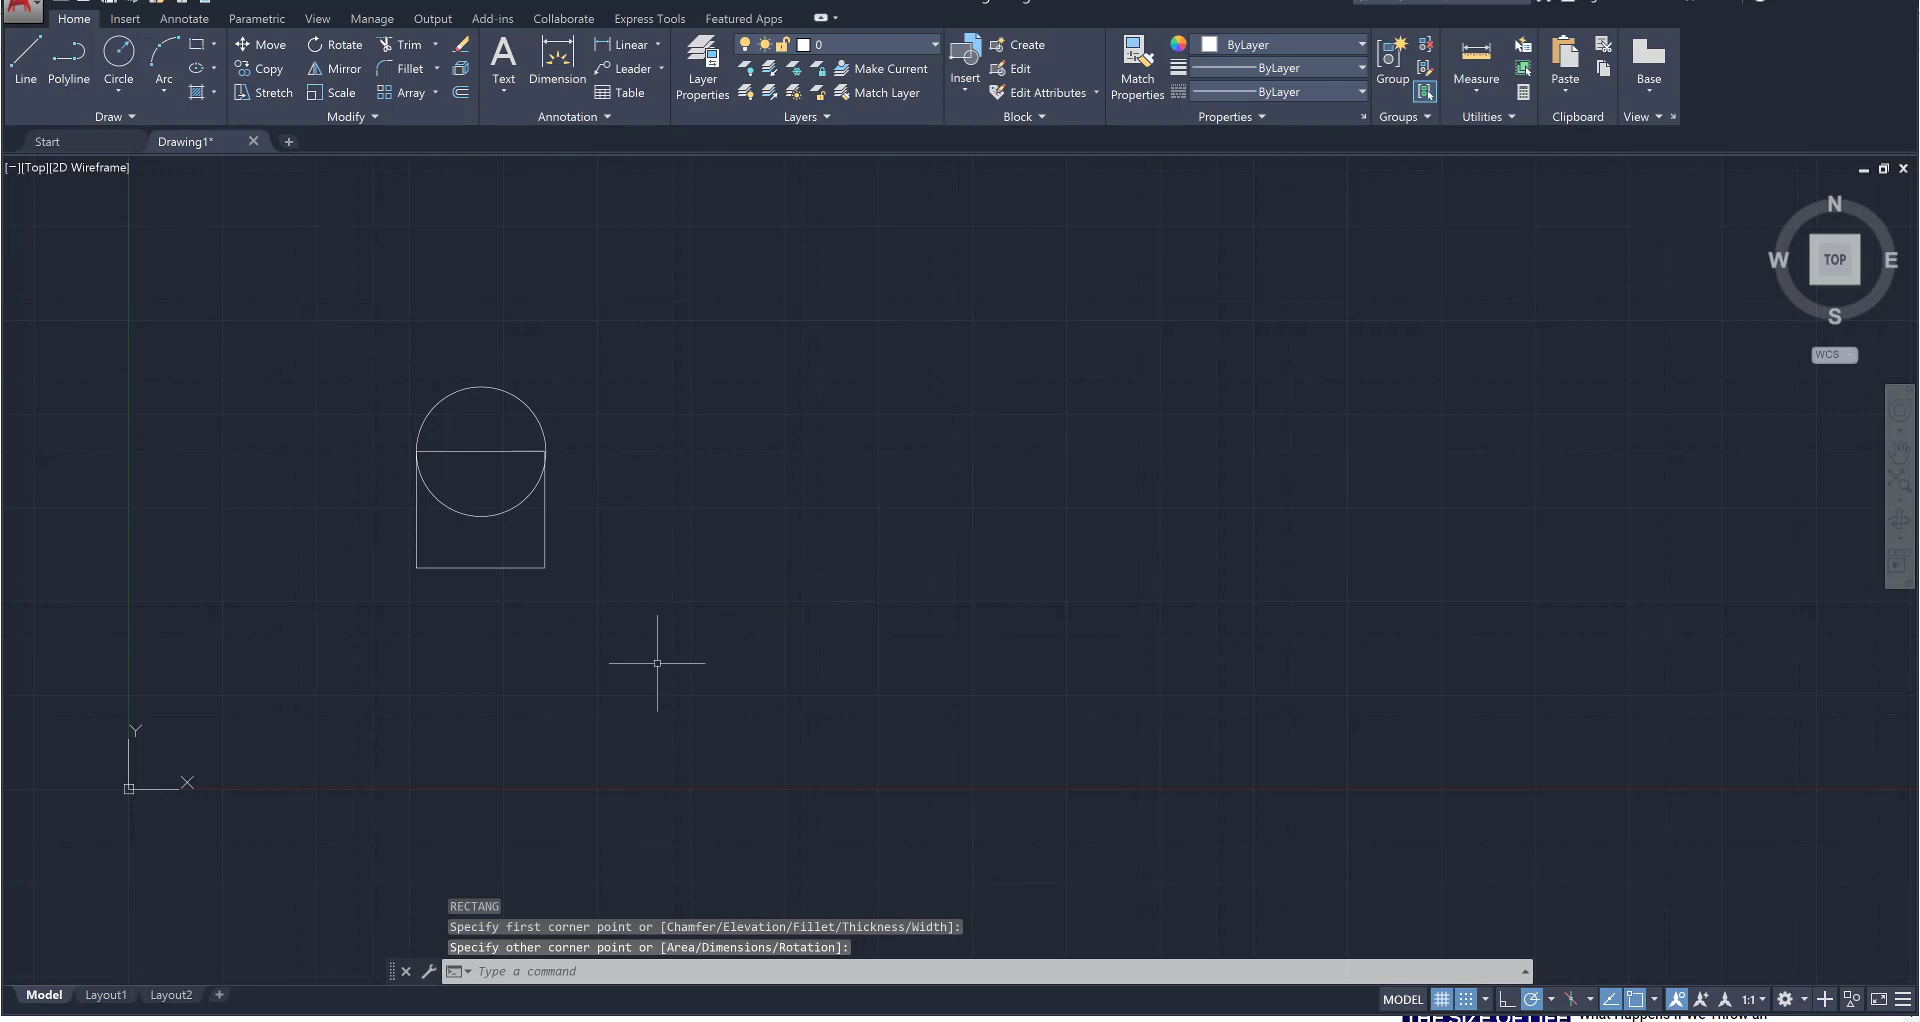 Home Insert Annotate Parametric View Manage Output Add-ins Collaborate Express Tools Featured Apps
Move Rotate Trim Linear 0 Create ByLayer
Line Polyline Circle Arc Copy Mirror Fillet A Text Dimension Leader Layer Properties Make Current Insert Edit Match Properties ByLayer Group Measure Paste Base
Stretch Scale Array Table Match Layer Edit Attributes ByLayer
Draw Modify Annotation Layers Block Properties Groups Utilities Clipboard View
Start Drawing1*
[−][Top][2D Wireframe]
N
W TOP E
S
WCS
Y
X
RECTANG
Specify first corner point or [Chamfer/Elevation/Fillet/Thickness/Width]:
Specify other corner point or [Area/Dimensions/Rotation]:
Type a command
Model Layout1 Layout2
MODEL 1:1